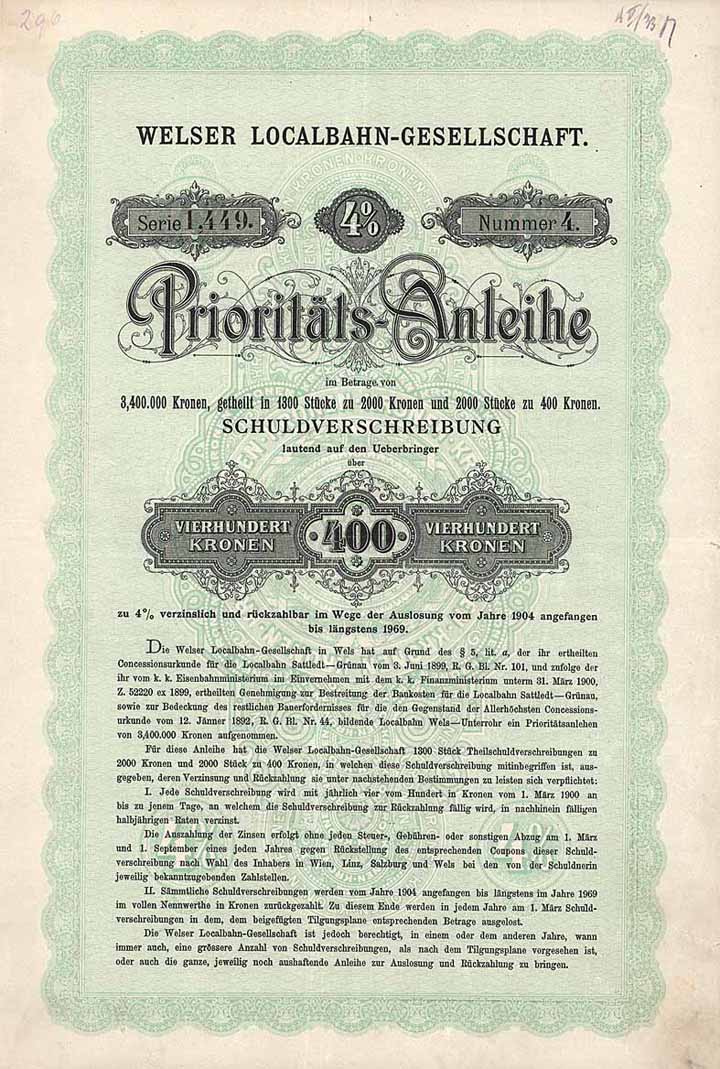 296
WELSER LOCALBAHN-GESELLSCHAFT.
Serie 1,449.
4%
Nummer 4.
Prioritäts-Anleihe
im Betrage von
3,400.000 Kronen, getheilt in 1300 Stücke zu 2000 Kronen und 2000 Stücke zu 400 Kronen.
SCHULDVERSCHREIBUNG
lautend auf den Ueberbringer
über
VIERHUNDERT KRONEN
400
VIERHUNDERT KRONEN
zu 4% verzinslich und rückzahlbar im Wege der Auslosung vom Jahre 1904 angefangen
bis längstens 1969.
Die Welser Localbahn-Gesellschaft in Wels hat auf Grund des § 5, lit. a, der ihr ertheilten
Concessionsurkunde für die Localbahn Sattledt—Grünau vom 3. Juni 1899, R. G. Bl. Nr. 101, und zufolge der
ihr vom k. k. Eisenbahnministerium im Einvernehmen mit dem k. k. Finanzministerium unterm 31. März 1900,
Z. 52220 ex 1899, ertheilten Genehmigung zur Bestreitung der Baukosten für die Localbahn Sattledt—Grünau,
sowie zur Bedeckung des restlichen Bauerfordernisses für die den Gegenstand der Allerhöchsten Concessions-
urkunde vom 12. Jänner 1892, R. G. Bl. Nr. 44, bildende Localbahn Wels—Unterrohr ein Prioritätsanlehen
von 3,400.000 Kronen aufgenommen.
Für diese Anleihe hat die Welser Localbahn-Gesellschaft 1300 Stück Theilschuldverschreibungen zu
2000 Kronen und 2000 Stück zu 400 Kronen, in welchen diese Schuldverschreibung mitinbegriffen ist, aus-
gegeben, deren Verzinsung und Rückzahlung sie unter nachstehenden Bestimmungen zu leisten sich verpflichtet:
I. Jede Schuldverschreibung wird mit jährlich vier vom Hundert in Kronen vom 1. März 1900 an
bis zu jenem Tage, an welchem die Schuldverschreibung zur Rückzahlung fällig wird, in nachhinein fälligen
halbjährigen Raten verzinst.
Die Auszahlung der Zinsen erfolgt ohne jeden Steuer-, Gebühren- oder sonstigen Abzug am 1. März
und 1. September eines jeden Jahres gegen Rückstellung des entsprechenden Coupons dieser Schuld-
verschreibung nach Wahl des Inhabers in Wien, Linz, Salzburg und Wels bei den von der Schuldnerin
jeweilig bekanntzugebenden Zahlstellen.
II. Sämmtliche Schuldverschreibungen werden vom Jahre 1904 angefangen bis längstens im Jahre 1969
im vollen Nennwerthe in Kronen zurückgezahlt. Zu diesem Ende werden in jedem Jahre am 1. März Schuld-
verschreibungen in dem, dem beigefügten Tilgungsplane entsprechenden Betrage ausgelost.
Die Welser Localbahn-Gesellschaft ist jedoch berechtigt, in einem oder dem anderen Jahre, wann
immer auch, eine grössere Anzahl von Schuldverschreibungen, als nach dem Tilgungsplane vorgesehen ist,
oder auch die ganze, jeweilig noch aushaftende Anleihe zur Auslosung und Rückzahlung zu bringen.